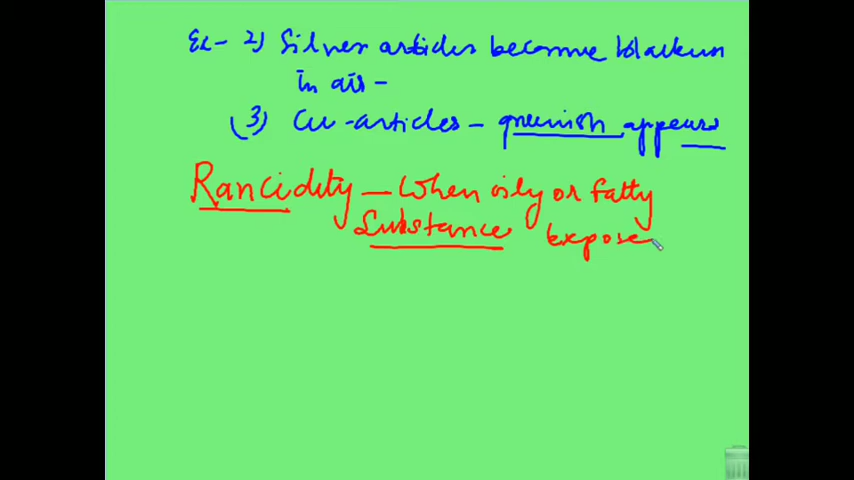 Ex- 2) Silver articles become blacken
in air -
(3) Cu-articles - greenish appears
Rancidity - When oily or fatty
Substance expose